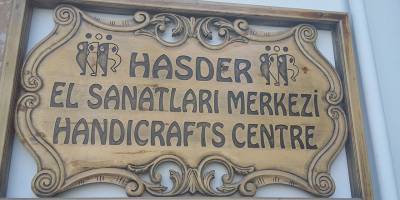 HASDER
EL SANATLARI MERKEZİ
HANDICRAFTS CENTRE